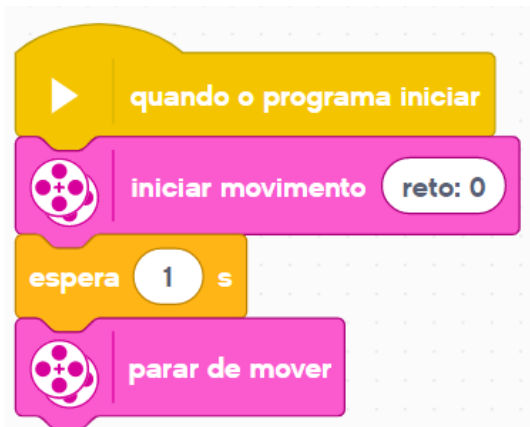 quando o programa iniciar
iniciar movimento reto: 0
espera 1 s
parar de mover